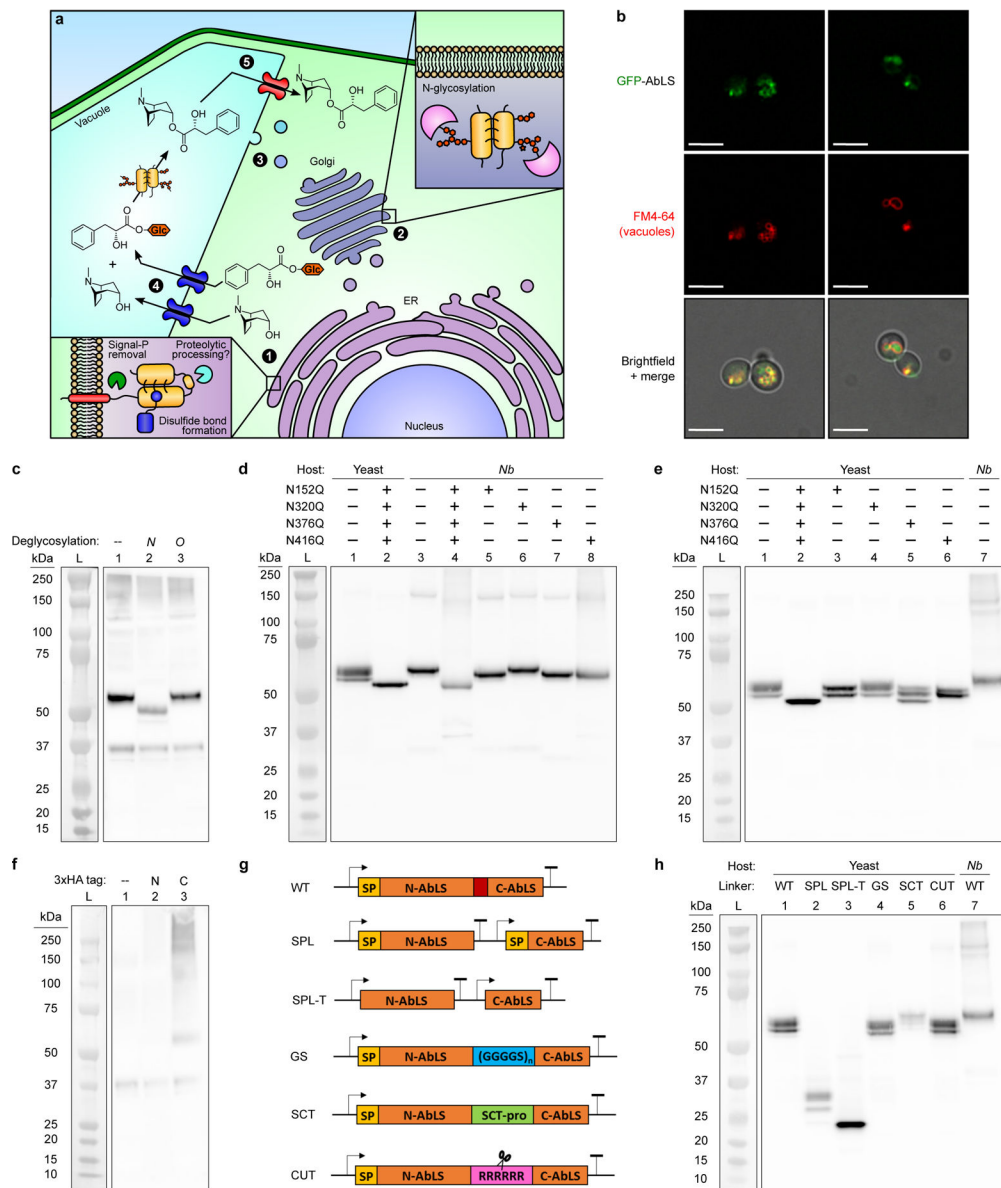 a
Vacuole
5
N-glycosylation
3
Golgi
2
Glc
Glc
4
ER
1
Signal-P
removal
Proteolytic
processing?
Disulfide bond
formation
Nucleus
N
OH
O
O
N
OH
O
O
O
O
OH
O
O
OH
+
N
OH
N
OH
b
GFP-AbLS
FM4-64
(vacuoles)
Brightfield
+ merge
c
Deglycosylation: -- N O
kDa L 1 2 3
250
150
100
75
50
37
25
20
15
d
Host: Yeast Nb
N152Q – + – + + – – –
N320Q – + – + – + – –
N376Q – + – + – – + –
N416Q – + – + – – – +
kDa L 1 2 3 4 5 6 7 8
250
150
100
75
50
37
25
20
15
e
Host: Yeast Nb
N152Q – + + – – – –
N320Q – + – + – – –
N376Q – + – – + – –
N416Q – + – – – + –
kDa L 1 2 3 4 5 6 7
250
150
100
75
50
37
25
20
15
f
3xHA tag: -- N C
L 1 2 3
kDa
250
150
100
75
50
37
25
20
15
10
g
WT SP N-AbLS C-AbLS
SPL SP N-AbLS SP C-AbLS
SPL-T N-AbLS C-AbLS
GS SP N-AbLS (GGGGS)n C-AbLS
SCT SP N-AbLS SCT-pro C-AbLS
CUT SP N-AbLS RRRRRR C-AbLS
h
Host: Yeast Nb
Linker: WT SPL SPL-T GS SCT CUT WT
kDa L 1 2 3 4 5 6 7
250
150
100
75
50
37
25
20
15
10